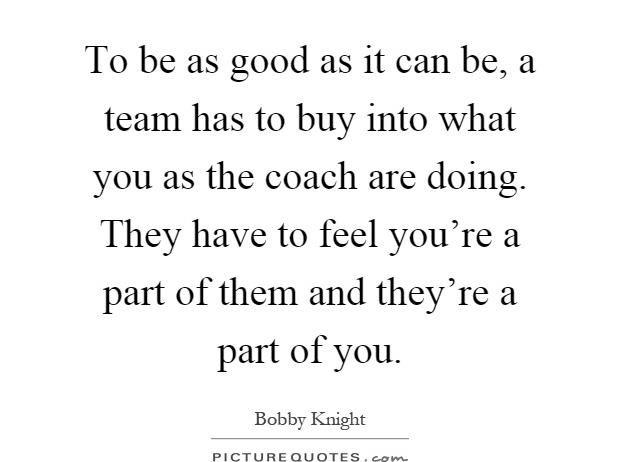 To be as good as it can be, a
team has to buy into what
you as the coach are doing.
They have to feel you’re a
part of them and they’re a
part of you.
Bobby Knight
PICTUREQUOTES.com